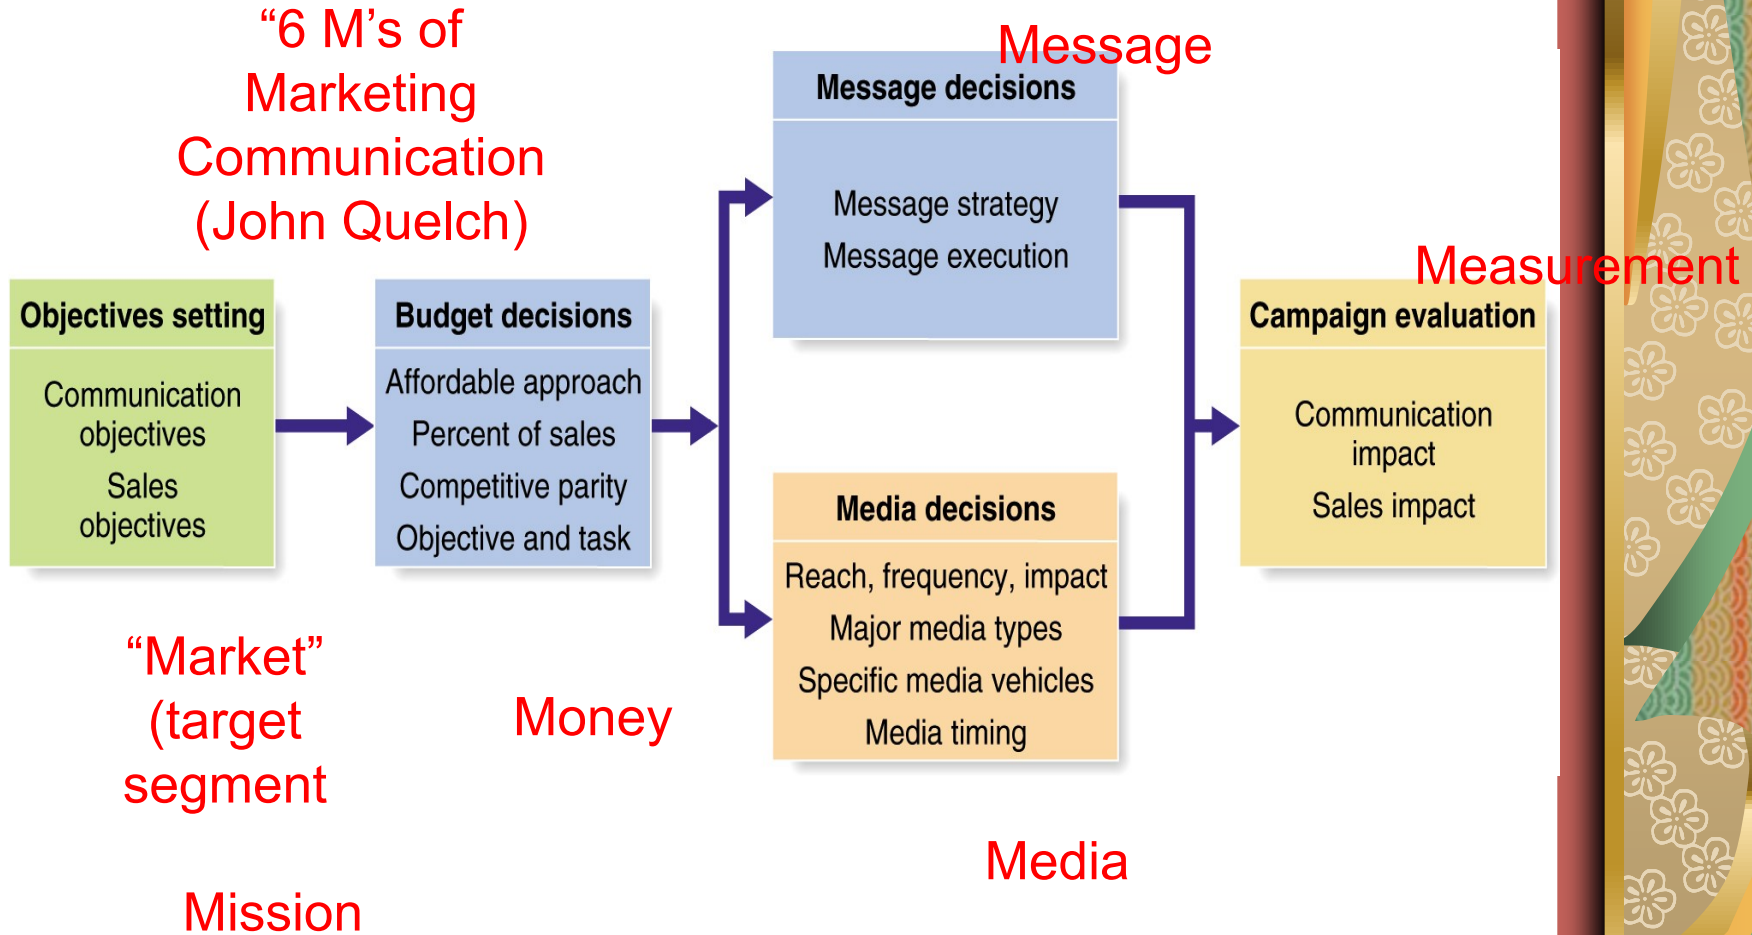 “6 M’s of
Marketing
Communication
(John Quelch)
Message
Message decisions
Message strategy
Message execution
Measurement
Objectives setting
Communication
objectives
Sales
objectives
Budget decisions
Affordable approach
Percent of sales
Competitive parity
Objective and task
Media decisions
Reach, frequency, impact
Major media types
Specific media vehicles
Media timing
Campaign evaluation
Communication
impact
Sales impact
“Market”
(target
segment
Money
Media
Mission